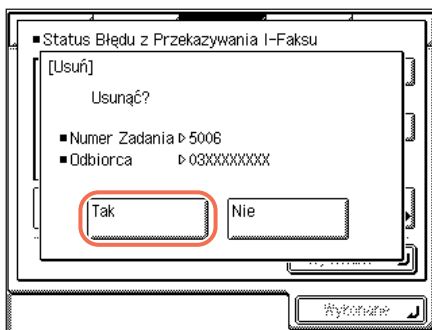 ■Status Błędu z Przekazywania I-Faksu
[Usuń]
Usunąć?
■Numer Zadania ▷ 5006
■Odbiorca ▷ 03XXXXXXXX
Tak
Nie
Wykonane